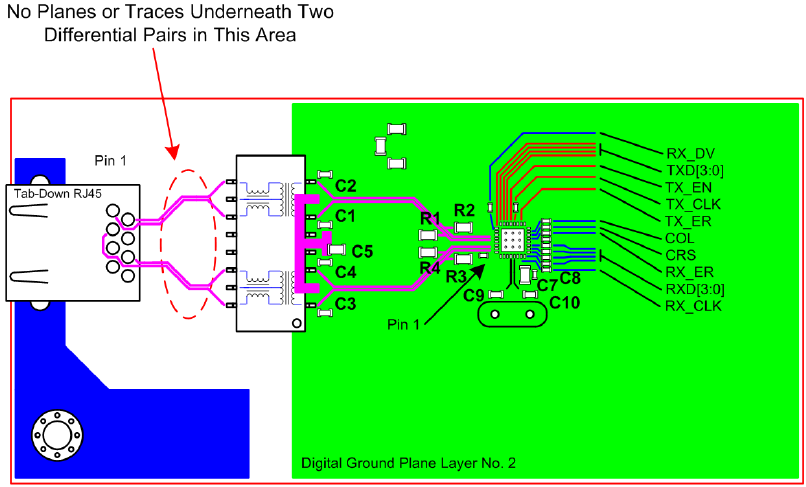 No Planes or Traces Underneath Two
Differential Pairs in This Area
Pin 1
Tab-Down RJ45
C2
C1
C5
C4
C3
R1
R2
R4
R3
C9
C7
C8
C10
Pin 1
RX_DV
TXD[3:0]
TX_EN
TX_CLK
TX_ER
COL
CRS
RX_ER
RXD[3:0]
RX_CLK
Digital Ground Plane Layer No. 2